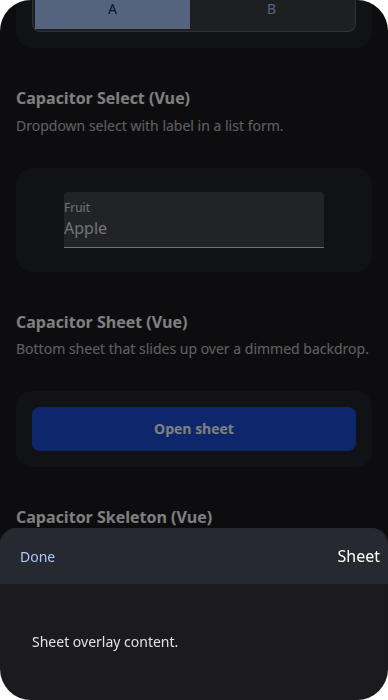 A
B
Capacitor Select (Vue)
Dropdown select with label in a list form.
Fruit
Apple
Capacitor Sheet (Vue)
Bottom sheet that slides up over a dimmed backdrop.
Open sheet
Capacitor Skeleton (Vue)
Done
Sheet
Sheet overlay content.